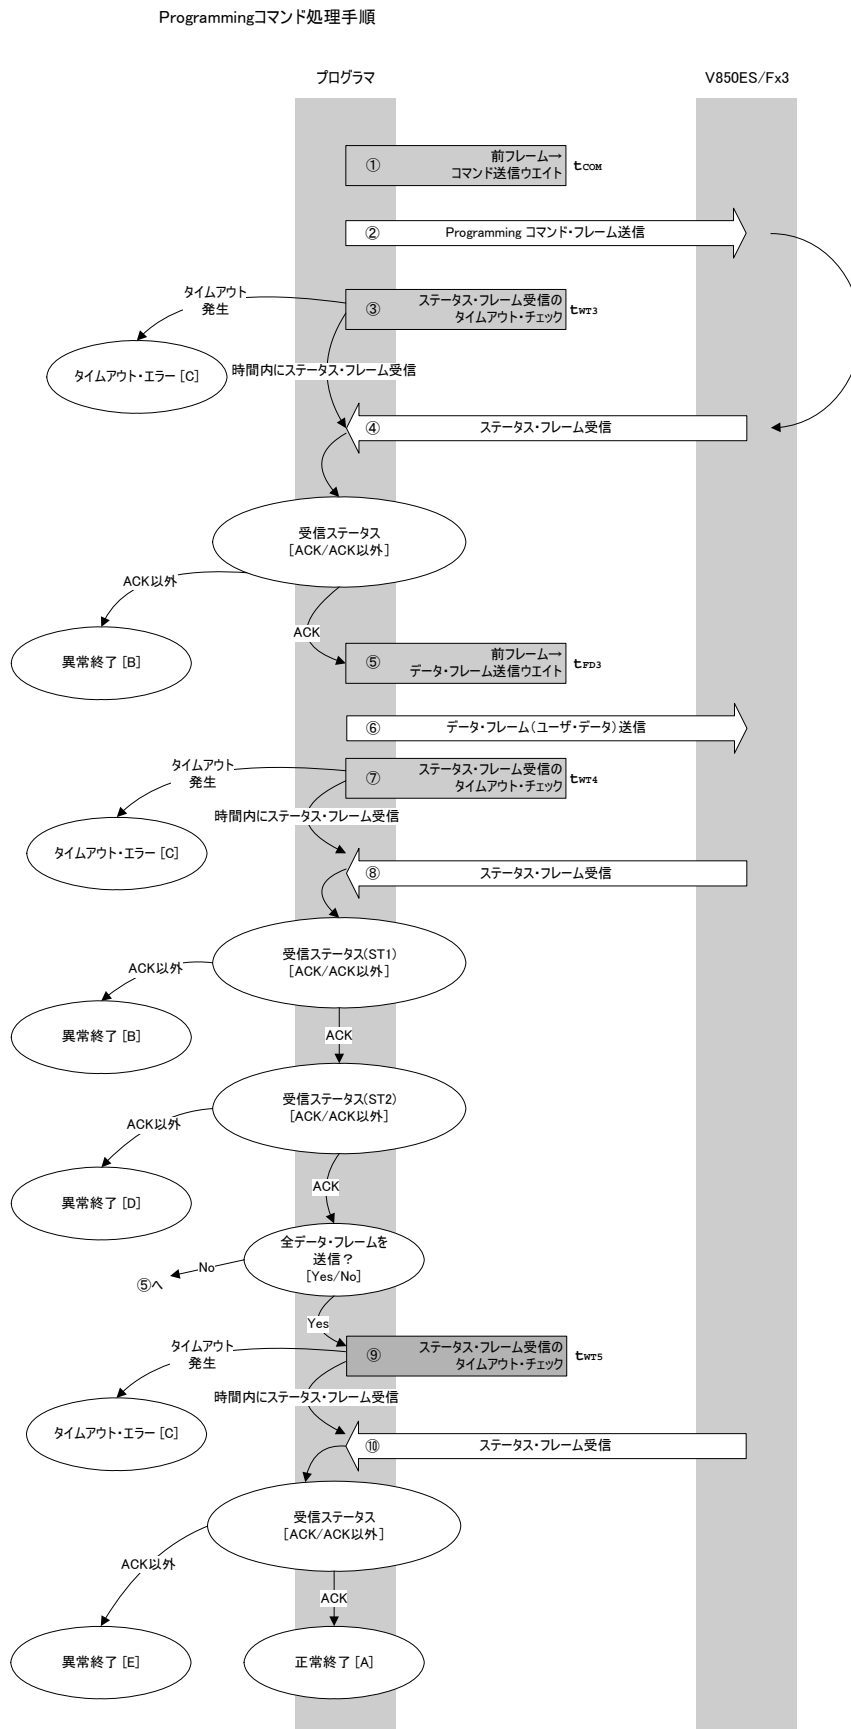 Programmingコマンド処理手順
プログラマ
V850ES/Fx3
①
前フレーム→
コマンド送信ウエイト
tCOM
②
Programming コマンド・フレーム送信
タイムアウト
発生
③
ステータス・フレーム受信の
タイムアウト・チェック
tWT3
タイムアウト・エラー [C]
時間内にステータス・フレーム受信
④
ステータス・フレーム受信
受信ステータス
[ACK/ACK以外]
ACK以外
ACK
異常終了 [B]
⑤
前フレーム→
データ・フレーム送信ウエイト
tFD3
⑥
データ・フレーム(ユーザ・データ)送信
タイムアウト
発生
⑦
ステータス・フレーム受信の
タイムアウト・チェック
tWT4
時間内にステータス・フレーム受信
タイムアウト・エラー [C]
⑧
ステータス・フレーム受信
受信ステータス(ST1)
[ACK/ACK以外]
ACK以外
異常終了 [B]
ACK
受信ステータス(ST2)
[ACK/ACK以外]
ACK以外
異常終了 [D]
ACK
全データ・フレームを
送信？
[Yes/No]
No
⑤へ
Yes
タイムアウト
発生
⑨
ステータス・フレーム受信の
タイムアウト・チェック
tWT5
時間内にステータス・フレーム受信
タイムアウト・エラー [C]
⑩
ステータス・フレーム受信
受信ステータス
[ACK/ACK以外]
ACK以外
ACK
異常終了 [E]
正常終了 [A]